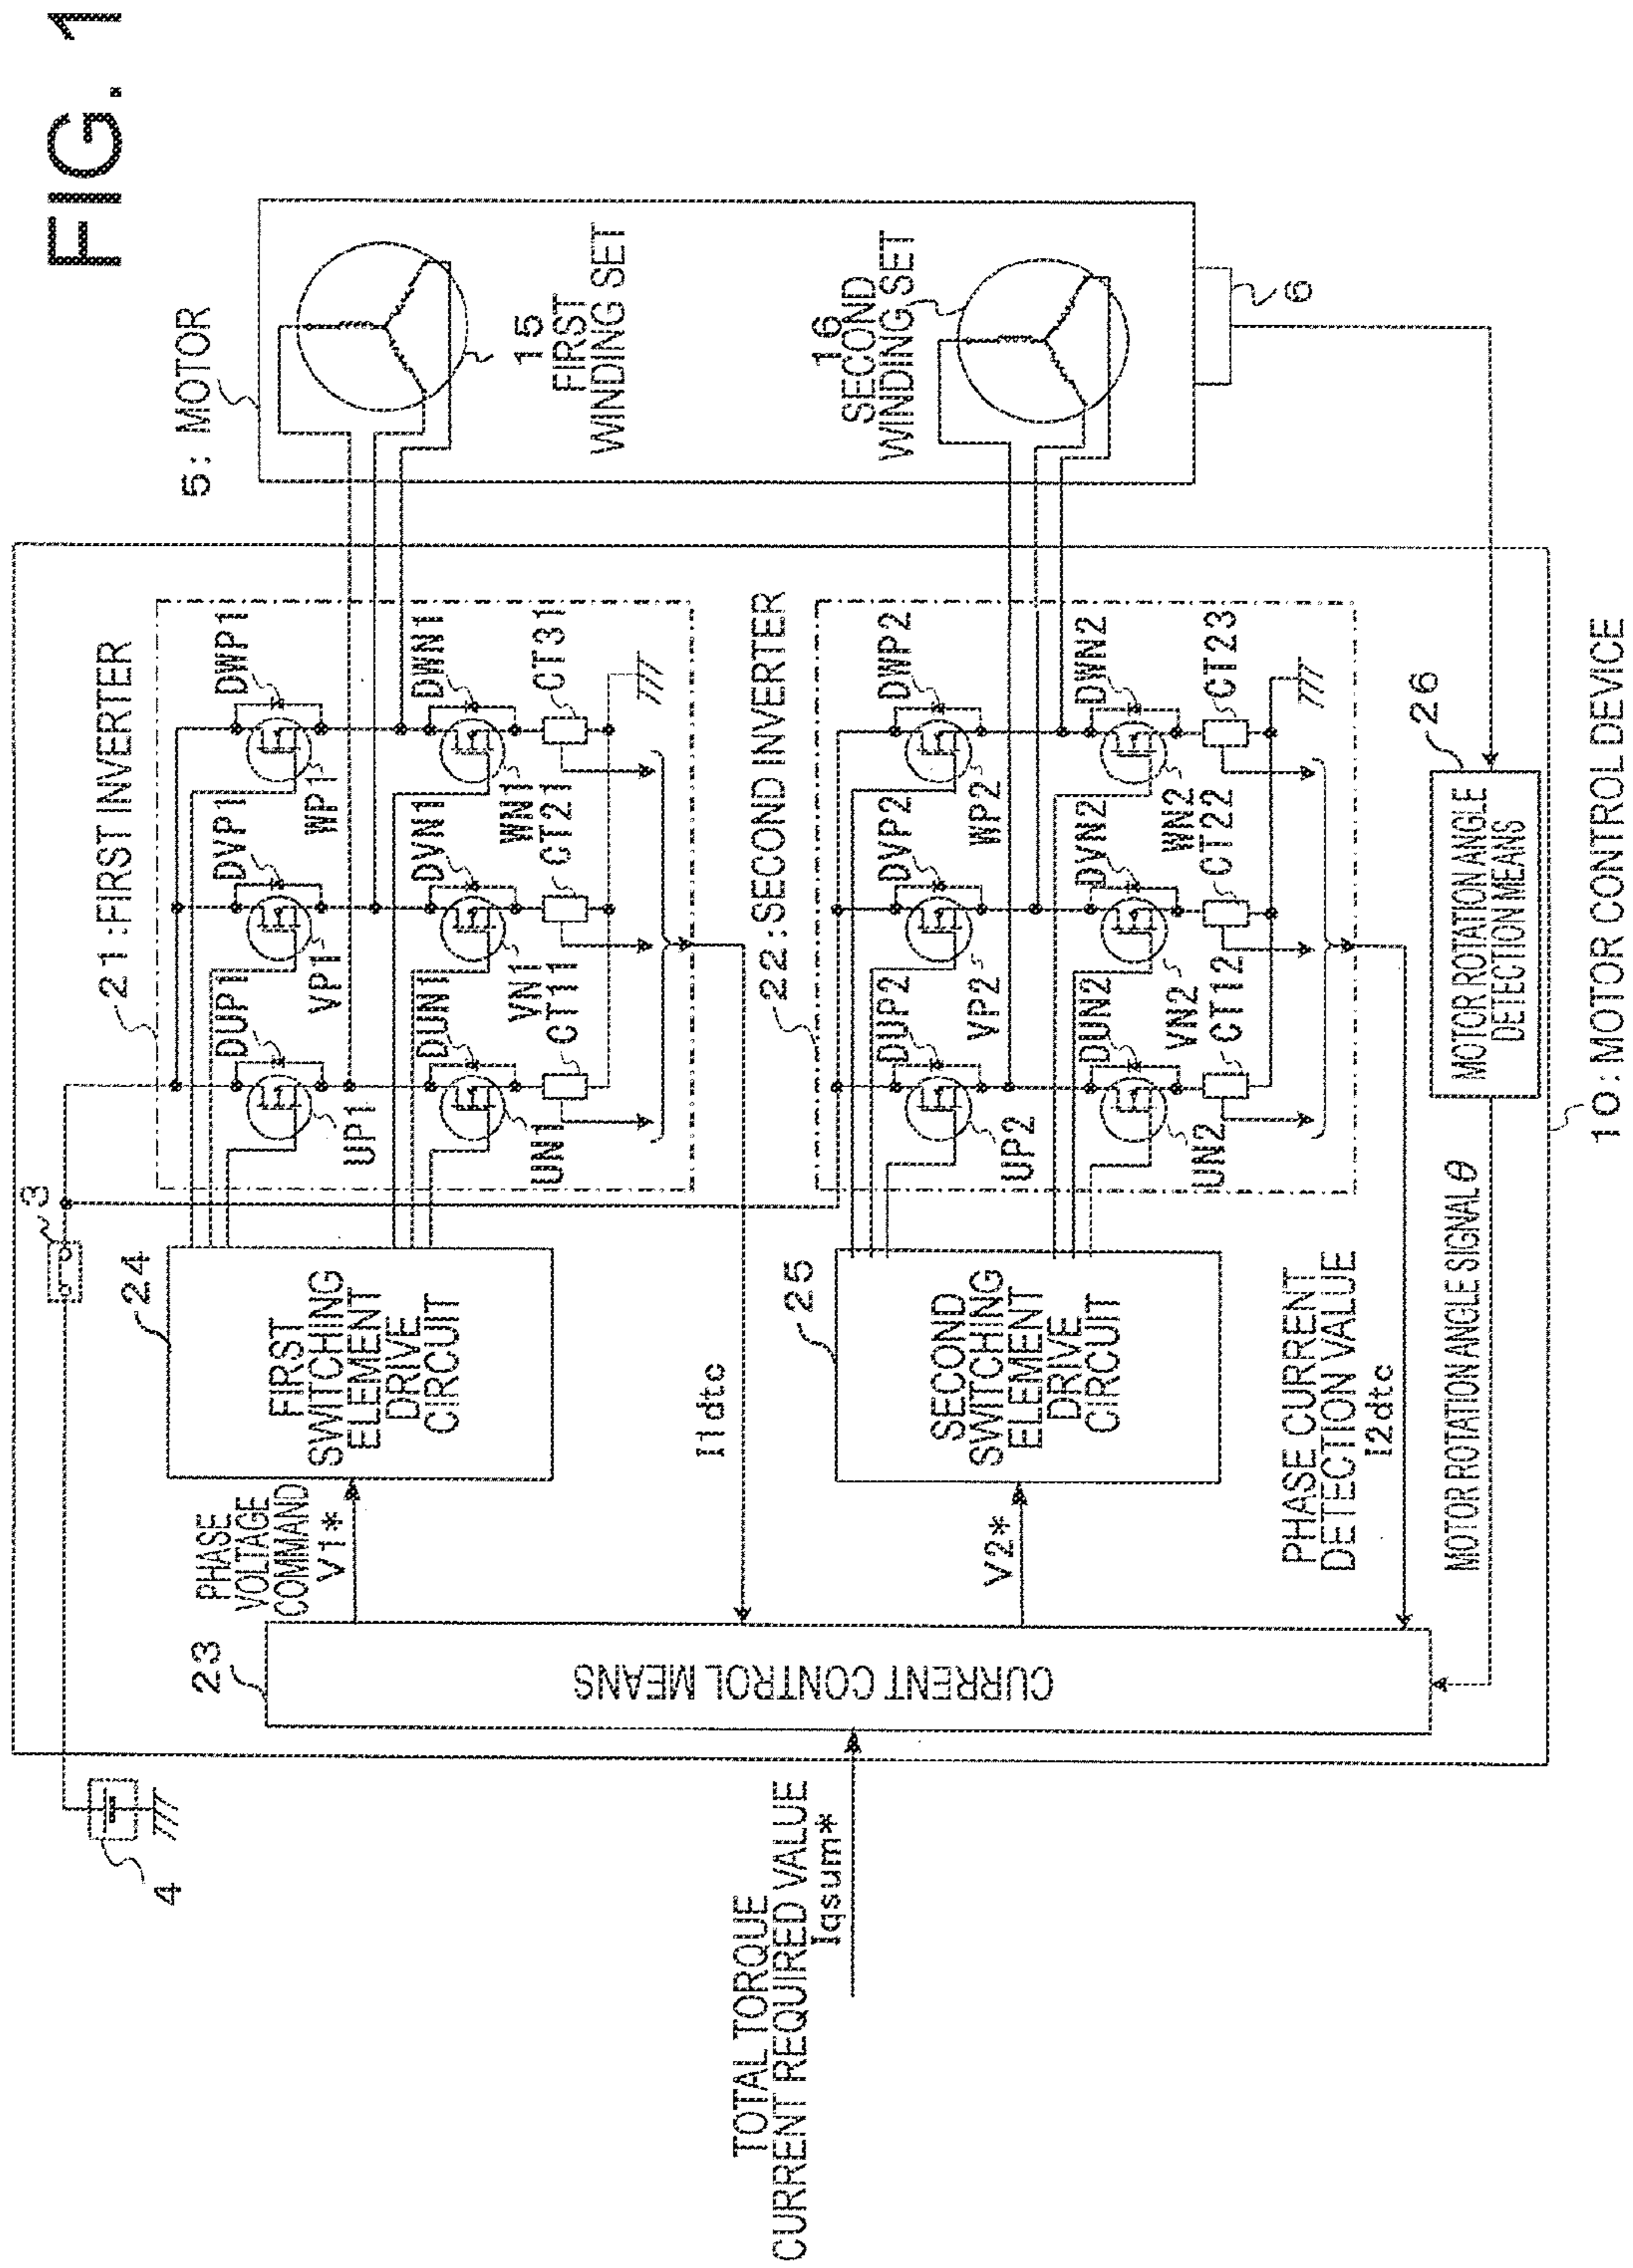 FIG. 1
3
4
5: MOTOR
21: FIRST INVERTER
DUP1
DVP1
DWP1
UP1
VP1
WP1
DUN1
DVN1
DWN1
UN1
VN1
WN1
CT11
CT21
CT31
15
FIRST
WINDING SET
24
FIRST
SWITCHING
ELEMENT
DRIVE
CIRCUIT
23
PHASE
VOLTAGE
COMMAND
V1*
CURRENT CONTROL MEANS
I1dtc
TOTAL TORQUE
CURRENT REQUIRED VALUE
Iqsum*
22: SECOND INVERTER
DUP2
DVP2
DWP2
UP2
VP2
WP2
DUN2
DVN2
DWN2
UN2
VN2
WN2
CT12
CT22
CT23
16
SECOND
WINDING SET
25
SECOND
SWITCHING
ELEMENT
DRIVE
CIRCUIT
V2*
PHASE CURRENT
DETECTION VALUE
I2dtc
6
26
MOTOR ROTATION ANGLE
DETECTION MEANS
MOTOR ROTATION ANGLE SIGNAL θ
10: MOTOR CONTROL DEVICE